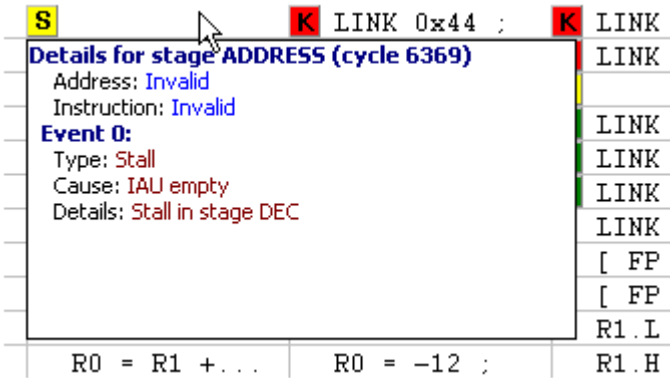 S K LINK 0x44 ; K LINK
Details for stage ADDRESS (cycle 6369) LINK
Address: Invalid
Instruction: Invalid
Event 0: LINK
Type: Stall LINK
Cause: IAU empty LINK
Details: Stall in stage DEC LINK
[ FP
[ FP
R1.L
R0 = R1 +... R0 = -12 ; R1.H